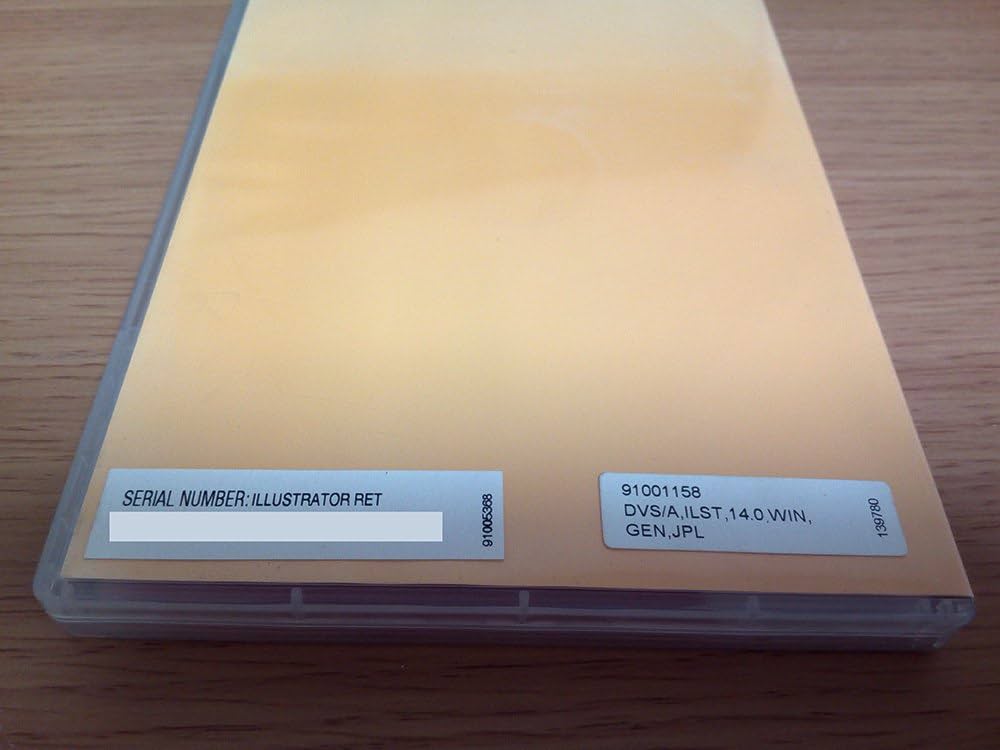 SERIAL NUMBER: ILLUSTRATOR RET
91005368
91001158
DVS/A,ILST,14.0,WIN,
GEN,JPL
139780